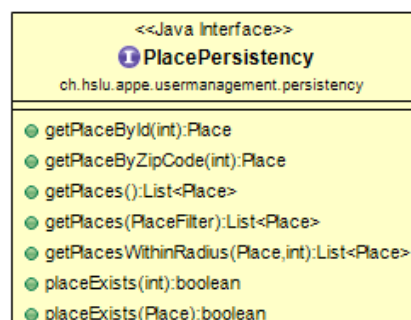 <<Java Interface>>
I PlacePersistency
ch.hslu.appe.usermanagement.persistency
getPlaceById(int):Place
getPlaceByZipCode(int):Place
getPlaces():List<Place>
getPlaces(PlaceFilter):List<Place>
getPlacesWithinRadius(Place,int):List<Place>
placeExists(int):boolean
placeExists(Place):boolean